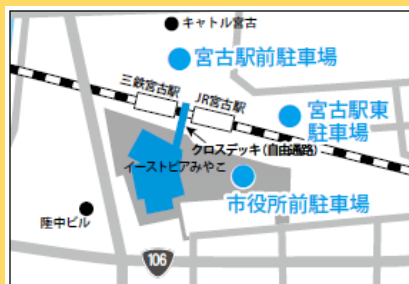 キャトル宮古
宮古駅前駐車場
三鉄宮古駅
JR宮古駅
宮古駅東
駐車場
クロスデッキ(自由通路)
イーストピアみやこ
市役所前駐車場
陸中ビル
106